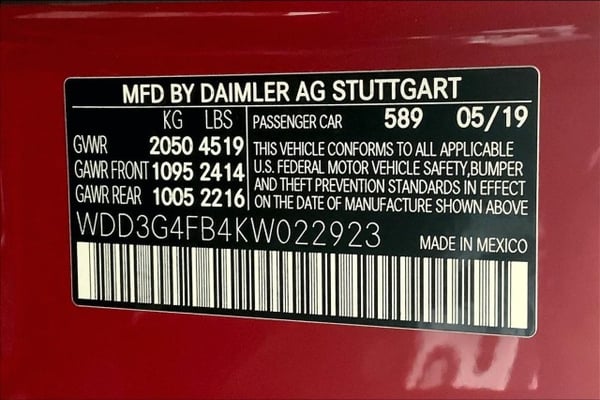 MFD BY DAIMLER AG STUTTGART
KG LBS
GVWR 2050 4519
GAWR FRONT 1095 2414
GAWR REAR 1005 2216
PASSENGER CAR 589 05/19
THIS VEHICLE CONFORMS TO ALL APPLICABLE
U.S. FEDERAL MOTOR VEHICLE SAFETY,BUMPER
AND THEFT PREVENTION STANDARDS IN EFFECT
ON THE DATE OF MANUFACTURE SHOWN ABOVE
WDD3G4FB4KW022923
MADE IN MEXICO